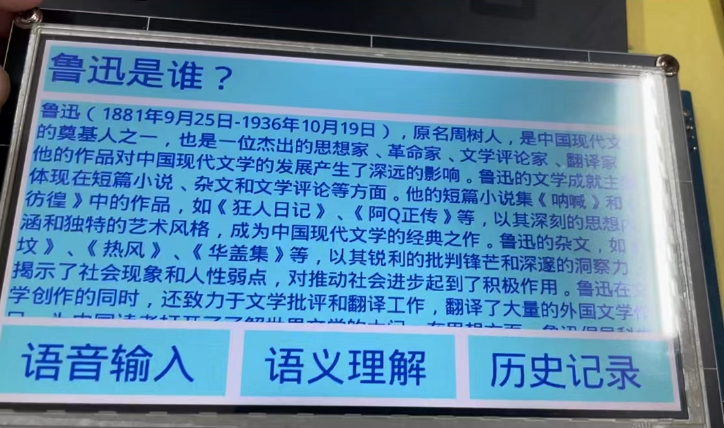 鲁迅是谁？
鲁迅（1881年9月25日-1936年10月19日），原名周树人，是中国现代文
的奠基人之一，也是一位杰出的思想家、革命家、文学评论家、翻译家
他的作品对中国现代文学的发展产生了深远的影响。鲁迅的文学成就主
体现在短篇小说、杂文和文学评论等方面。他的短篇小说集《呐喊》和
彷徨》中的作品，如《狂人日记》、《阿Q正传》等，以其深刻的思想内
涵和独特的艺术风格，成为中国现代文学的经典之作。鲁迅的杂文，如
坟》、《热风》、《华盖集》等，以其锐利的批判锋芒和深邃的洞察力
揭示了社会现象和人性弱点，对推动社会进步起到了积极作用。鲁迅在
学创作的同时，还致力于文学批评和翻译工作，翻译了大量的外国文学作
语音输入 语义理解 历史记录